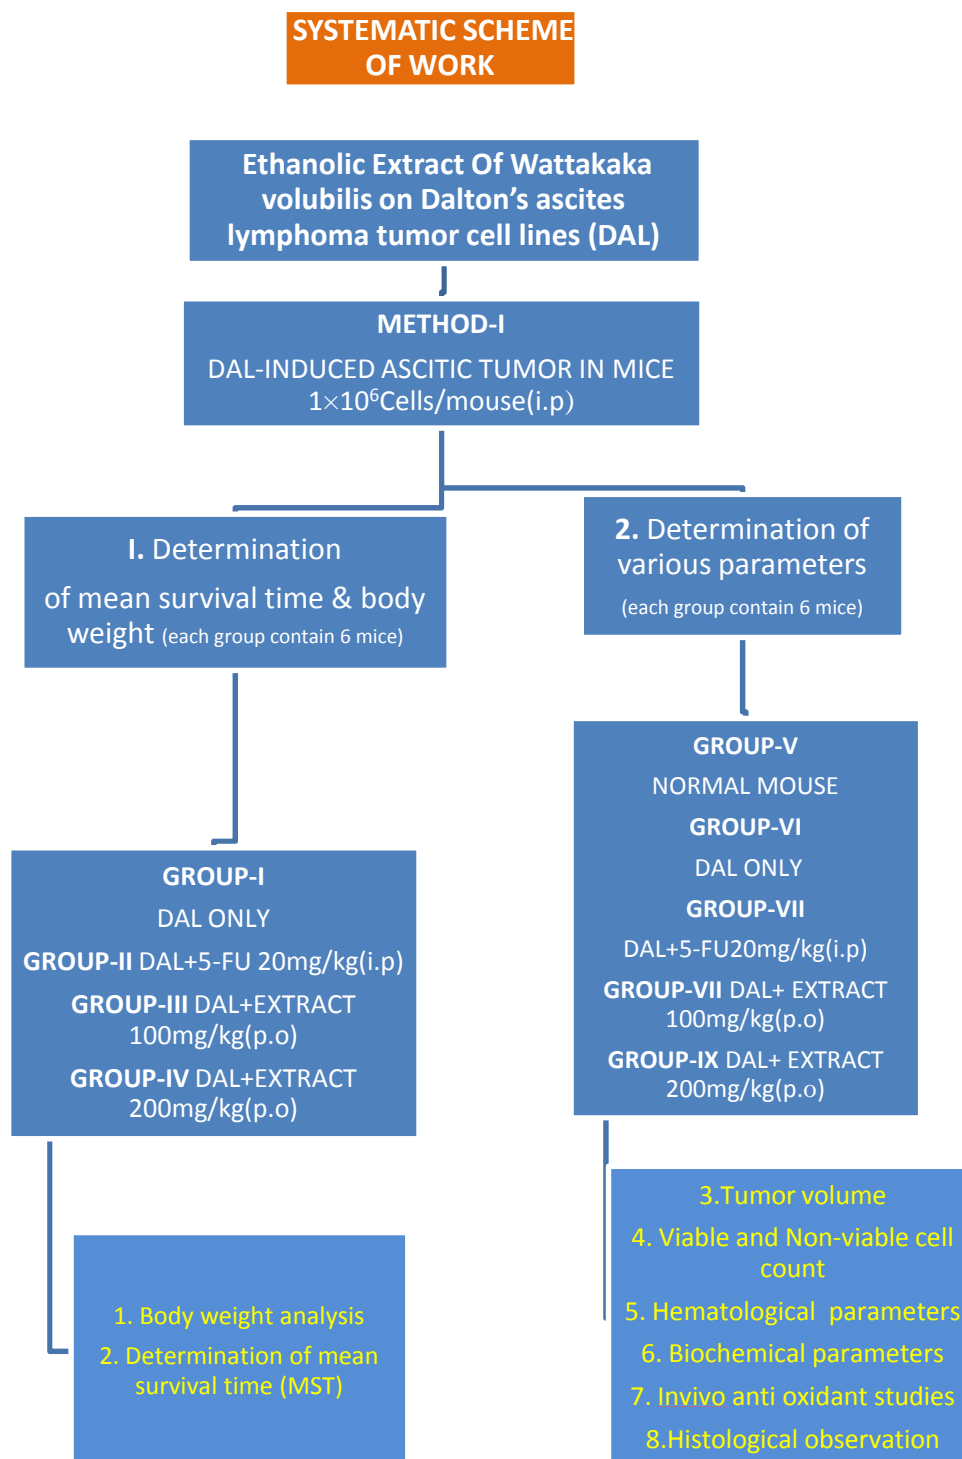 SYSTEMATIC SCHEME
OF WORK
Ethanolic Extract Of Wattakaka
volubilis on Dalton’s ascites
lymphoma tumor cell lines (DAL)
METHOD-I
DAL-INDUCED ASCITIC TUMOR IN MICE
1×10⁶Cells/mouse(i.p)
I. Determination
of mean survival time & body
weight (each group contain 6 mice)
2. Determination of
various parameters
(each group contain 6 mice)
GROUP-I
DAL ONLY
GROUP-II DAL+5-FU 20mg/kg(i.p)
GROUP-III DAL+EXTRACT
100mg/kg(p.o)
GROUP-IV DAL+EXTRACT
200mg/kg(p.o)
GROUP-V
NORMAL MOUSE
GROUP-VI
DAL ONLY
GROUP-VII
DAL+5-FU20mg/kg(i.p)
GROUP-VII DAL+ EXTRACT
100mg/kg(p.o)
GROUP-IX DAL+ EXTRACT
200mg/kg(p.o)
1. Body weight analysis
2. Determination of mean
survival time (MST)
3.Tumor volume
4. Viable and Non-viable cell
count
5. Hematological parameters
6. Biochemical parameters
7. Invivo anti oxidant studies
8.Histological observation